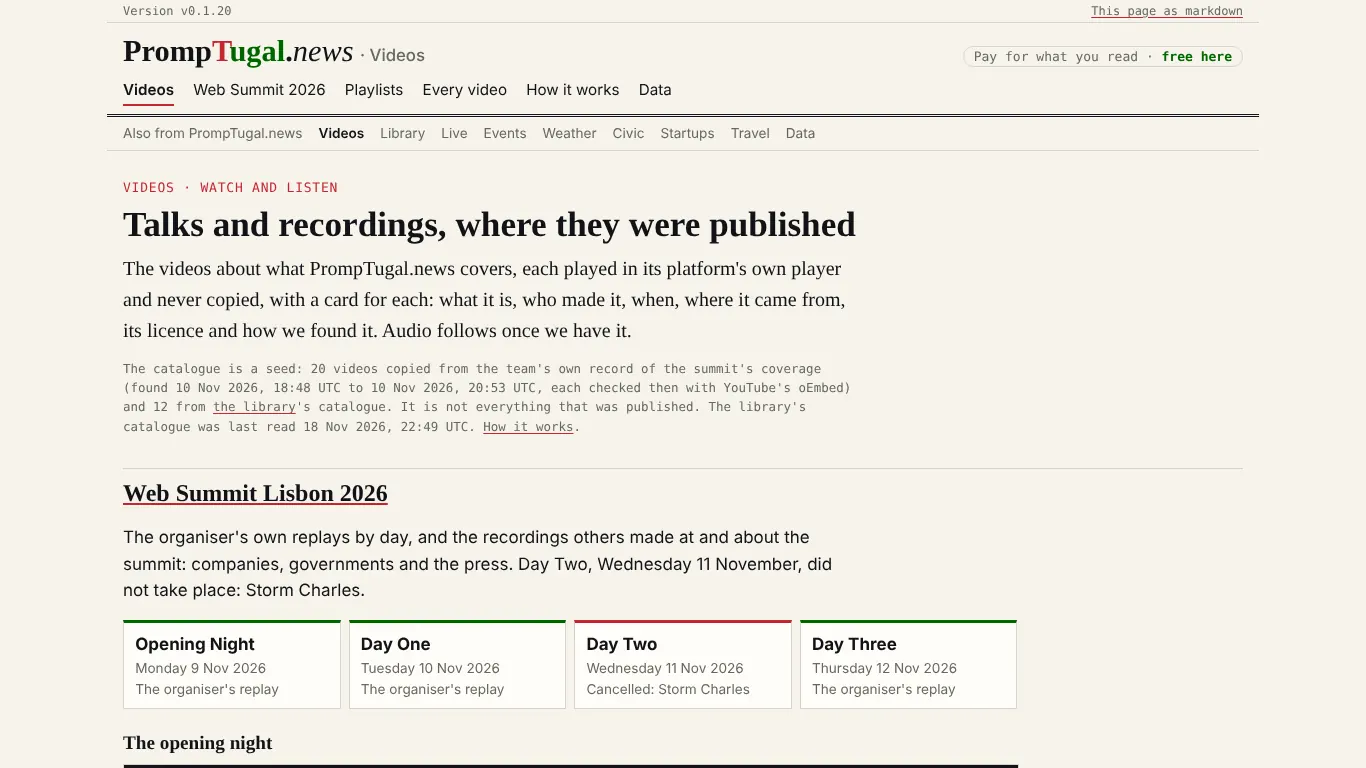 Version v0.1.20
This page as markdown
PrompTugal.news · Videos
Pay for what you read · free here
Videos Web Summit 2026 Playlists Every video How it works Data
Also from PrompTugal.news Videos Library Live Events Weather Civic Startups Travel Data
VIDEOS · WATCH AND LISTEN
Talks and recordings, where they were published
The videos about what PrompTugal.news covers, each played in its platform's own player
and never copied, with a card for each: what it is, who made it, when, where it came from,
its licence and how we found it. Audio follows once we have it.
The catalogue is a seed: 20 videos copied from the team's own record of the summit's coverage
(found 10 Nov 2026, 18:48 UTC to 10 Nov 2026, 20:53 UTC, each checked then with YouTube's oEmbed)
and 12 from the library's catalogue. It is not everything that was published. The library's
catalogue was last read 18 Nov 2026, 22:49 UTC. How it works.
Web Summit Lisbon 2026
The organiser's own replays by day, and the recordings others made at and about the
summit: companies, governments and the press. Day Two, Wednesday 11 November, did
not take place: Storm Charles.
Opening Night
Monday 9 Nov 2026
The organiser's replay
Day One
Tuesday 10 Nov 2026
The organiser's replay
Day Two
Wednesday 11 Nov 2026
Cancelled: Storm Charles
Day Three
Thursday 12 Nov 2026
The organiser's replay
The opening night